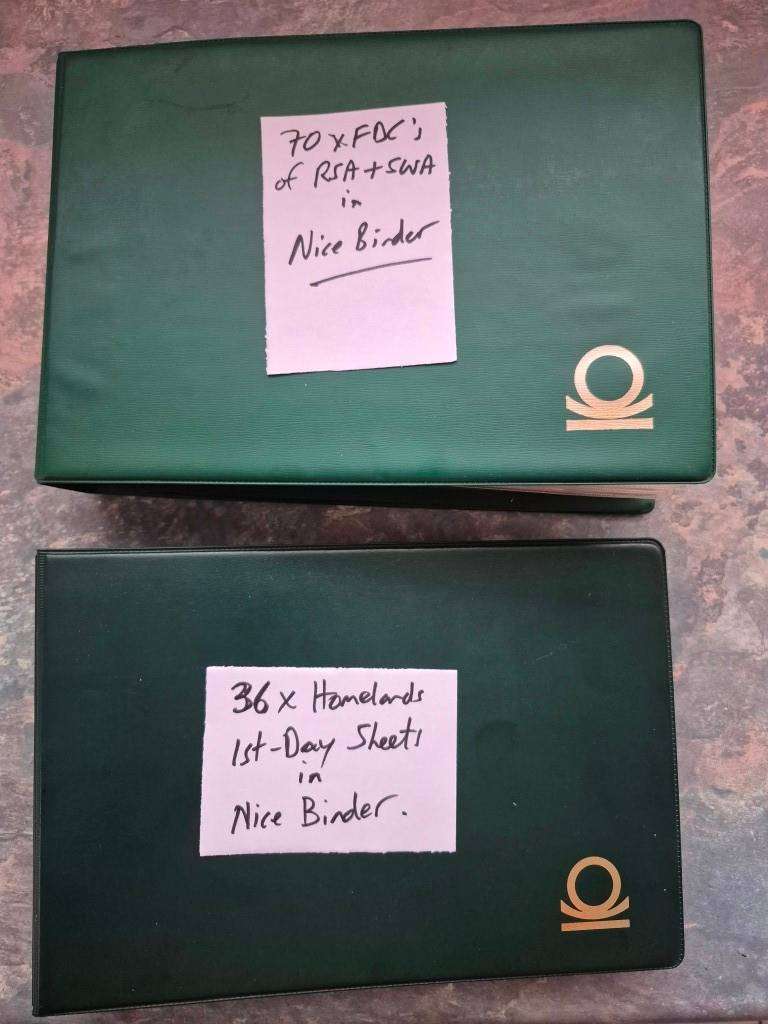 70 x FDC's
of RSA + SWA
in
Nice Binder
36 x Homelands
1st-Day Sheets
in
Nice Binder.